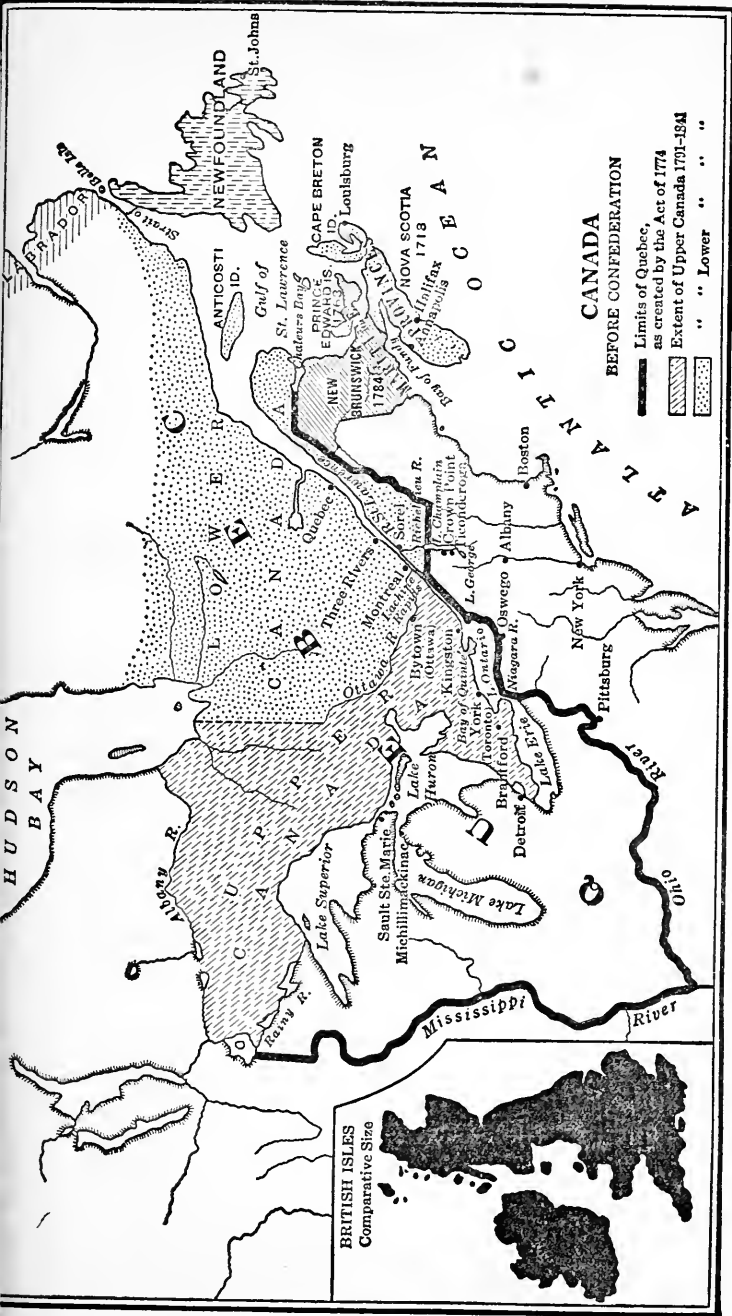 CANADA
BEFORE CONFEDERATION
Limits of Quebec,
as created by the Act of 1774
Extent of Upper Canada 1791-1841
" " Lower " " " "
BRITISH ISLES
Comparative Size
HUDSON
BAY
LABRADOR
Strait of Belle Isle
NEWFOUNDLAND
St. Johns
ANTICOSTI
ID.
Gulf of
St. Lawrence
Chaleurs Bay
PRINCE
EDWARD IS.
CAPE BRETON
ID.
Louisburg
NOVA SCOTIA
1713
Halifax
Annapolis
MARITIME PROVINCES
Bay of Fundy
NEW
BRUNSWICK
1784
ATLANTIC OCEAN
QUEBEC
LOWER
CANADA
UPPER
CANADA
Quebec
R. St. Lawrence
Three Rivers
Sorel
Richelieu R.
Montreal
Lachine
Rapids
L. Champlain
Crown Point
Ticonderoga
L. George
Albany
Boston
New York
Pittsburg
Oswego
Ottawa R.
Bytown
(Ottawa)
Kingston
Bay of Quinte
York
(Toronto)
L. Ontario
Niagara R.
Brantford
Lake Erie
Detroit
Lake
Huron
Sault Ste. Marie
Michillimackinac
Lake Superior
Lake Michigan
Albany R.
Rainy R.
Mississippi
River
Ohio
River